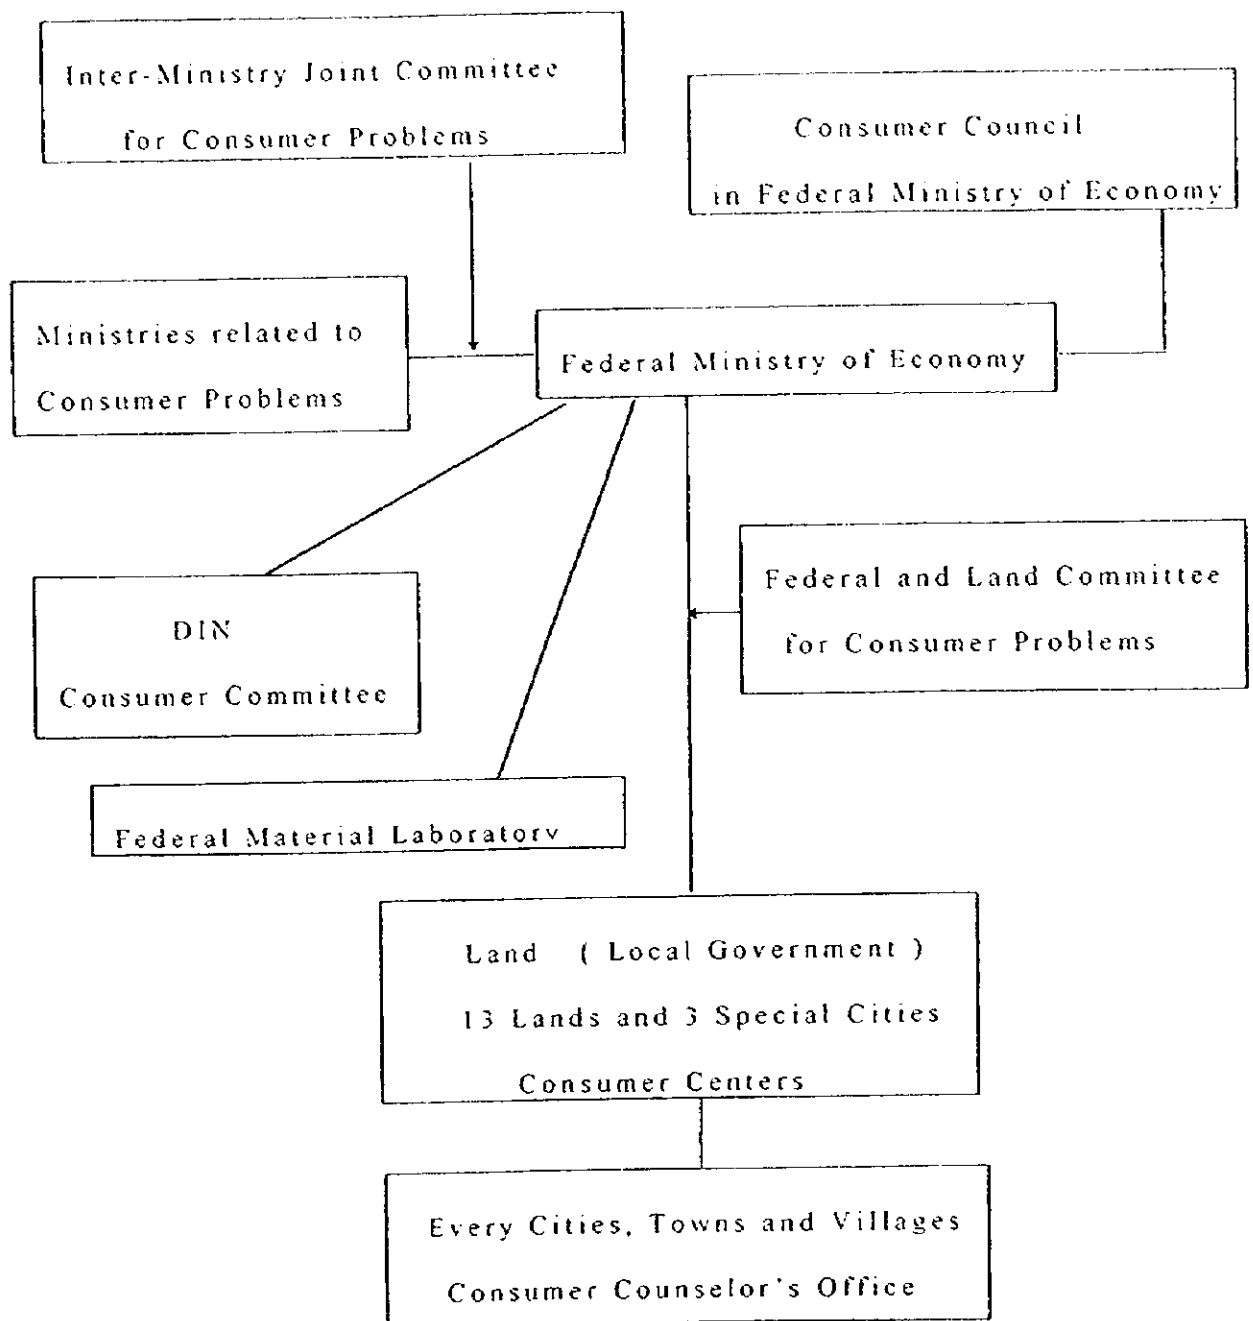 Inter-Ministry Joint Committee
for Consumer Problems
Consumer Council
in Federal Ministry of Economy
Ministries related to
Consumer Problems
Federal Ministry of Economy
Federal and Land Committee
for Consumer Problems
DIN
Consumer Committee
Federal Material Laboratory
Land ( Local Government )
13 Lands and 3 Special Cities
Consumer Centers
Every Cities, Towns and Villages
Consumer Counselor's Office